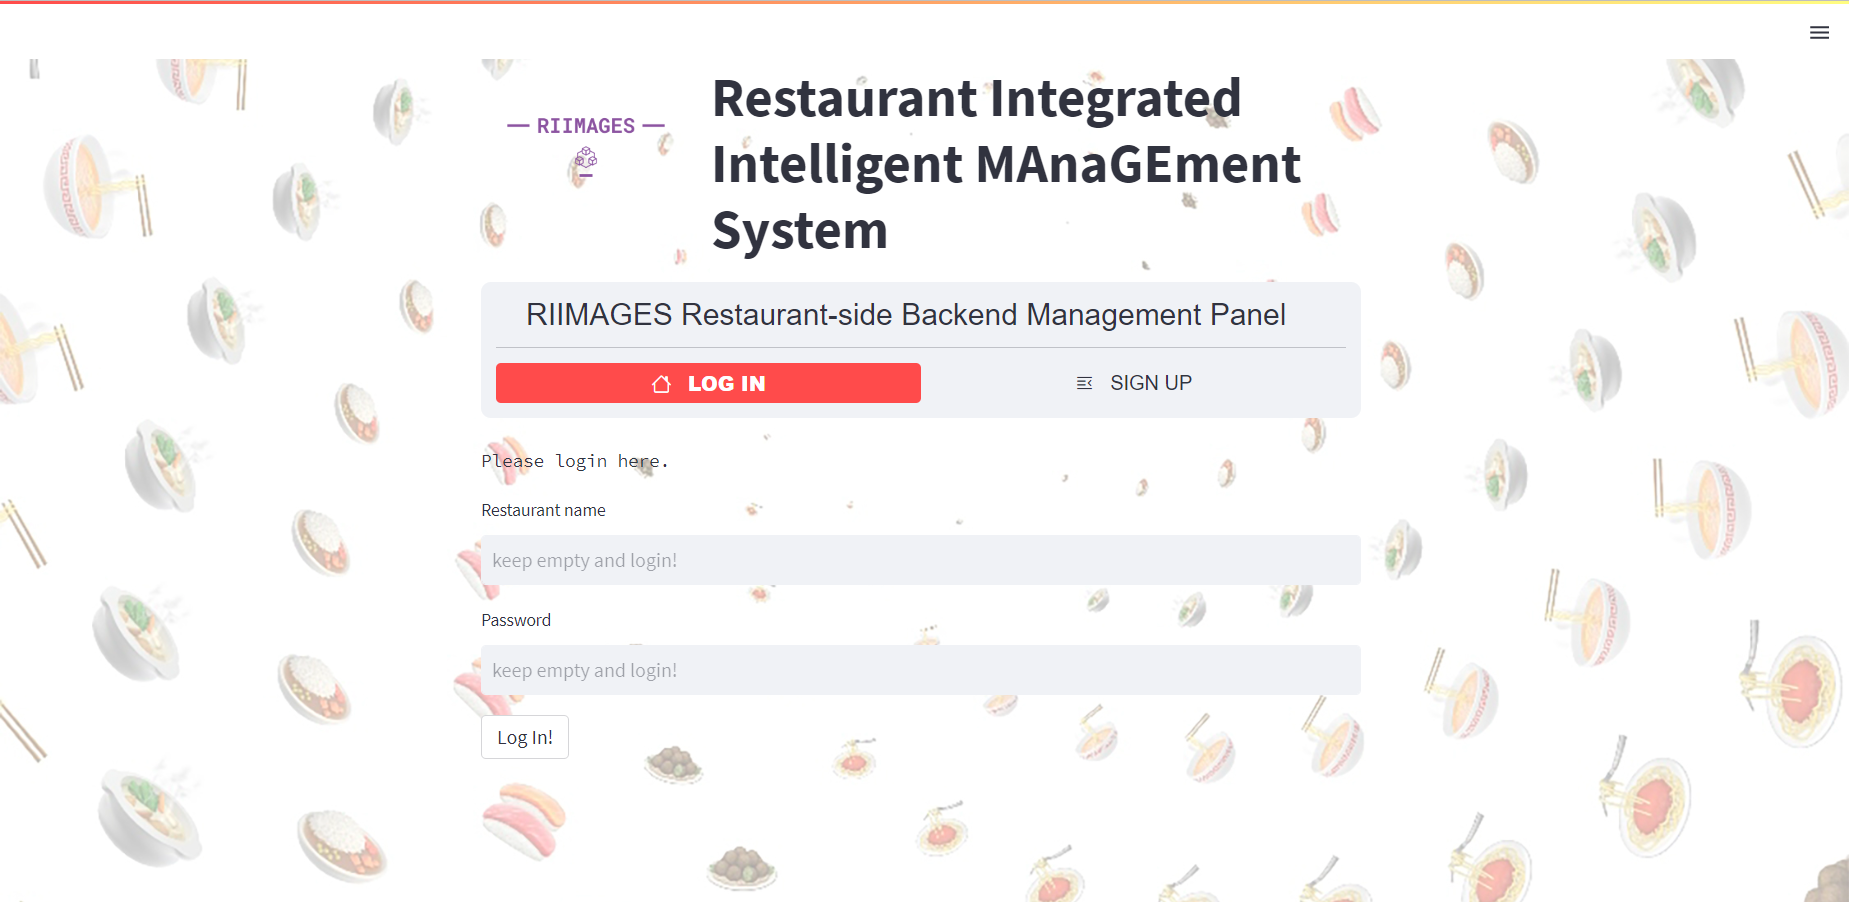 — RIIMAGES —
Restaurant Integrated
Intelligent MAnaGEment
System
RIIMAGES Restaurant-side Backend Management Panel
LOG IN
SIGN UP
Please login here.
Restaurant name
keep empty and login!
Password
keep empty and login!
Log In!